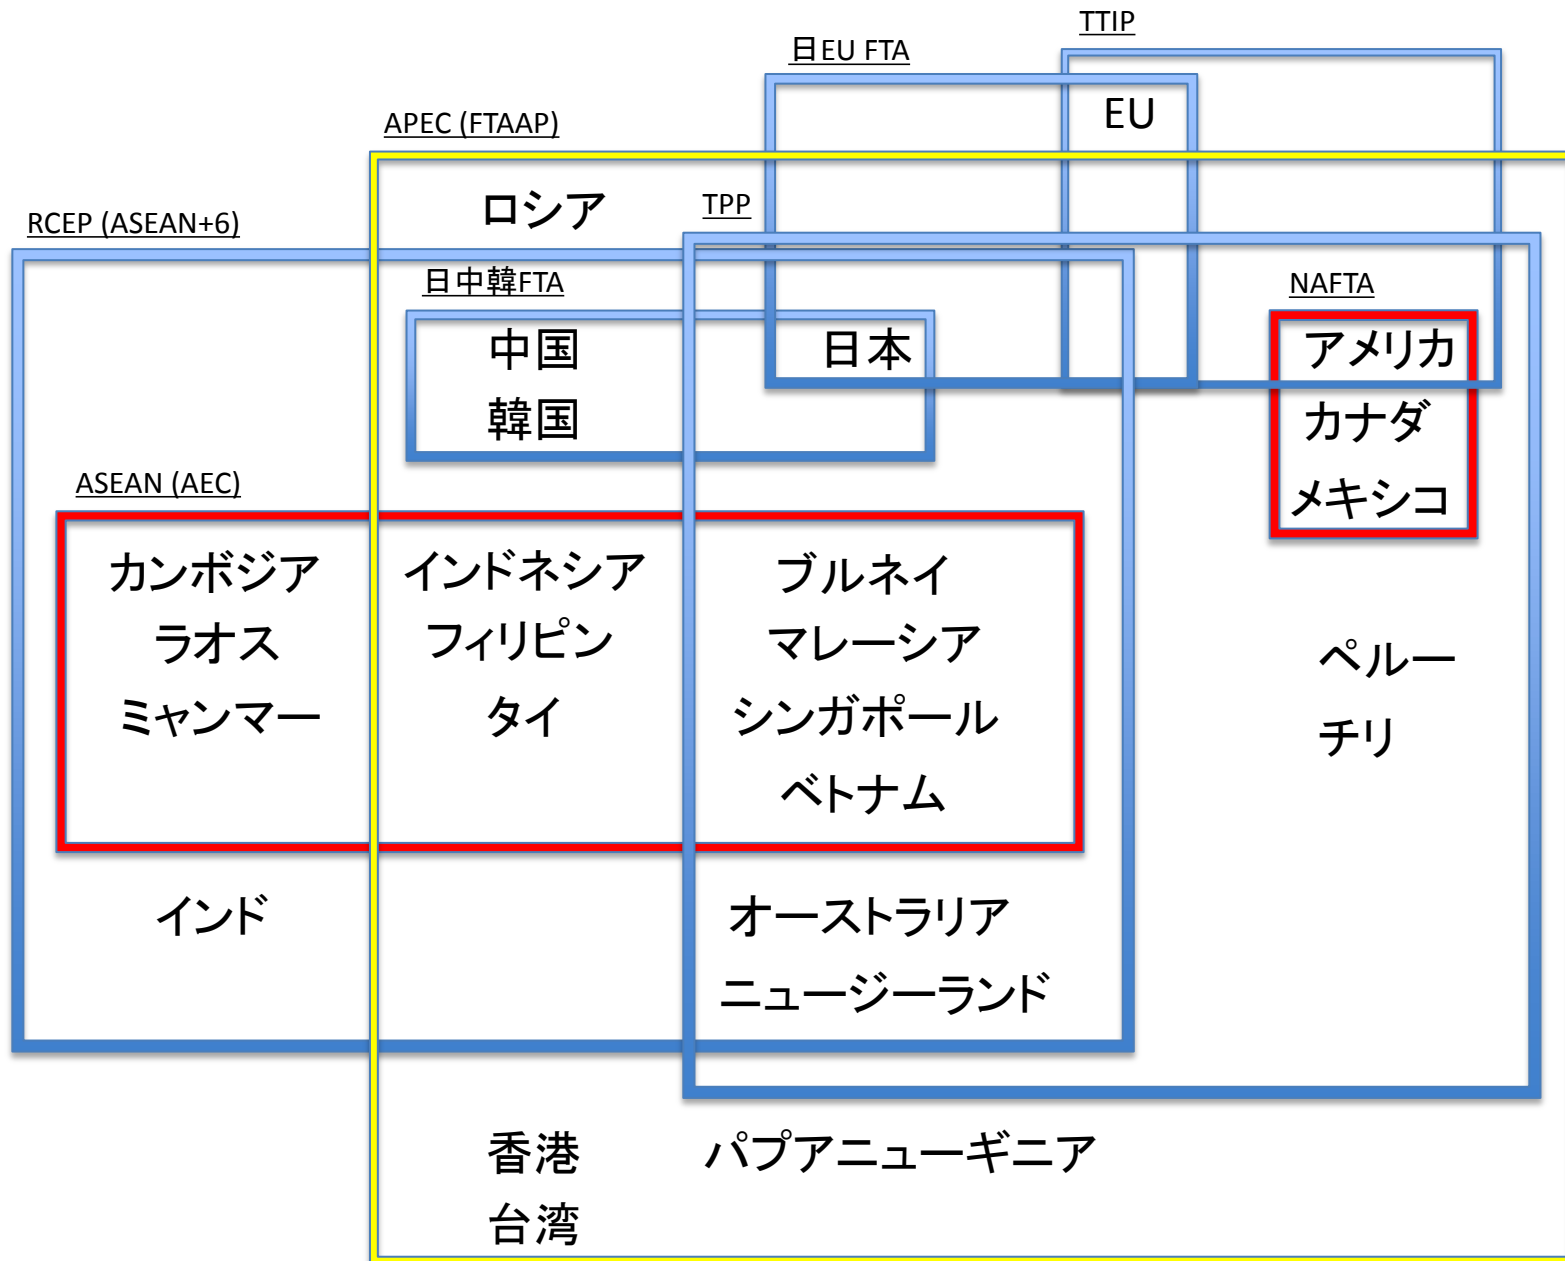 TTIP
日EU FTA
EU
APEC (FTAAP)
ロシア
TPP
RCEP (ASEAN+6)
日中韓FTA
NAFTA
中国
日本
アメリカ
韓国
カナダ
ASEAN (AEC)
メキシコ
カンボジア
インドネシア
ブルネイ
ラオス
フィリピン
マレーシア
ペルー
ミャンマー
タイ
シンガポール
チリ
ベトナム
インド
オーストラリア
ニュージーランド
香港
パプアニューギニア
台湾